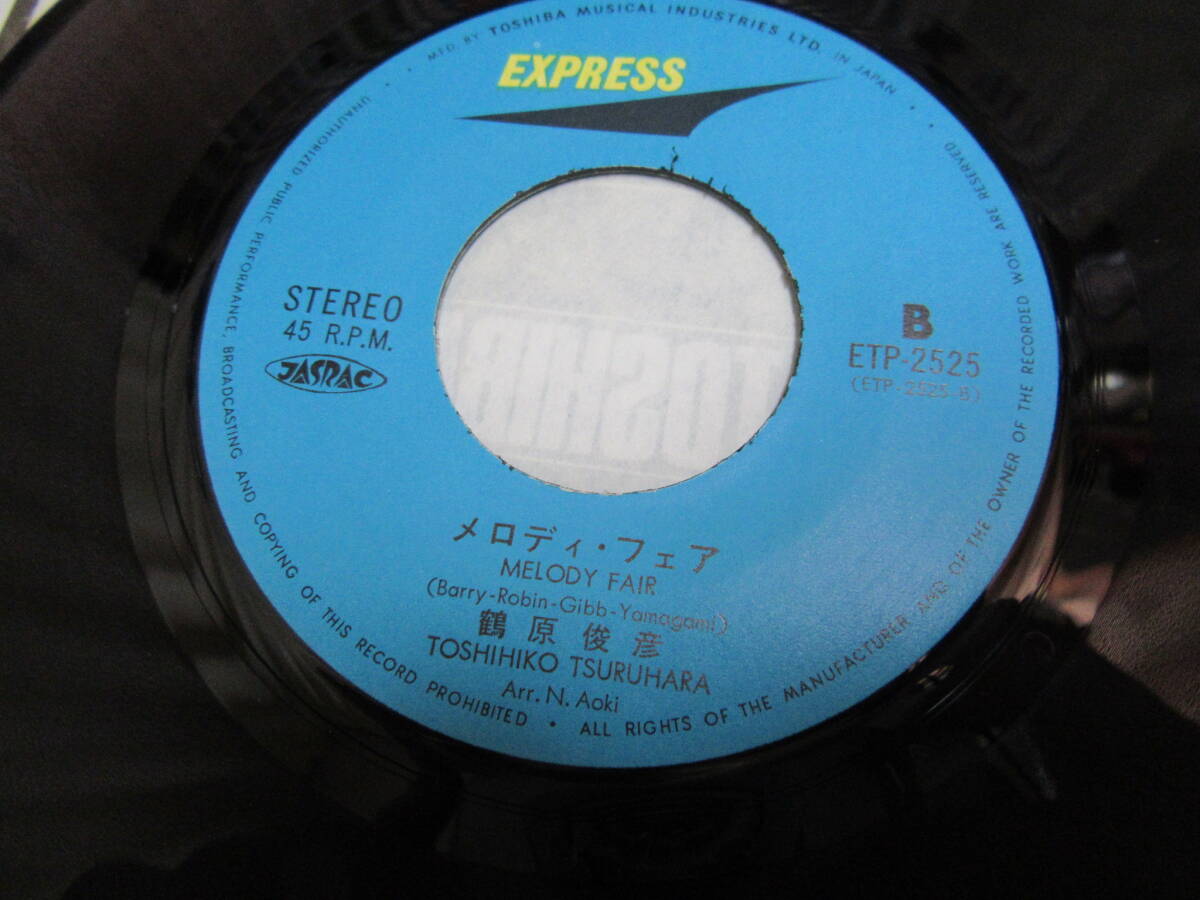 • MFD. BY TOSHIBA MUSICAL INDUSTRIES LTD. IN JAPAN •
EXPRESS
STEREO
45 R.P.M.
JASRAC
B
ETP-2525
(ETP-2525-B)
メロディ・フェア
MELODY FAIR
(Barry-Robin-Gibb-Yamagami)
鶴原俊彦
TOSHIHIKO TSURUHARA
Arr. N. Aoki
UNAUTHORIZED PUBLIC PERFORMANCE, BROADCASTING AND COPYING OF THIS RECORD PROHIBITED • ALL RIGHTS OF THE MANUFACTURER AND OF THE OWNER OF THE RECORDED WORK ARE RESERVED •